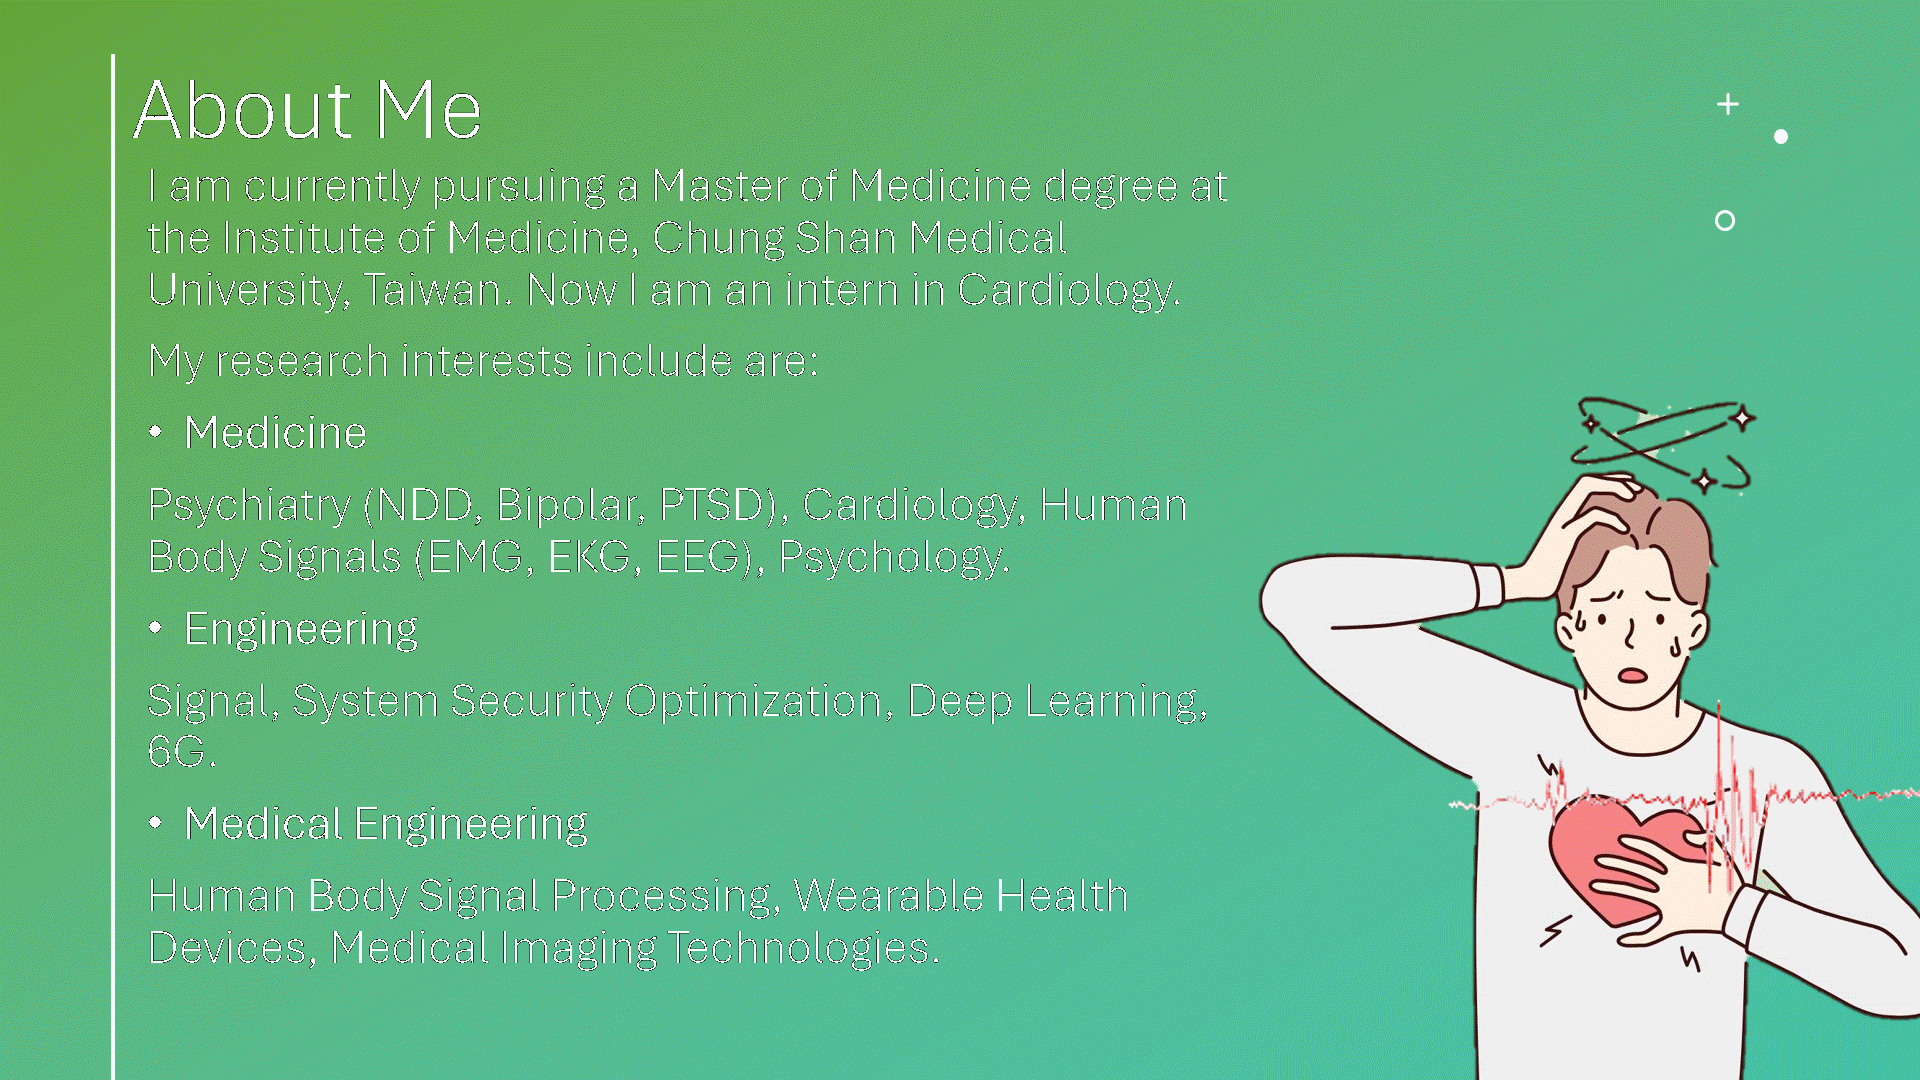 About Me
I am currently pursuing a Master of Medicine degree at
the Institute of Medicine, Chung Shan Medical
University, Taiwan. Now I am an intern in Cardiology.
My research interests include are:
• Medicine
Psychiatry (NDD, Bipolar, PTSD), Cardiology, Human
Body Signals (EMG, EKG, EEG), Psychology.
• Engineering
Signal, System Security Optimization, Deep Learning,
6G.
• Medical Engineering
Human Body Signal Processing, Wearable Health
Devices, Medical Imaging Technologies.